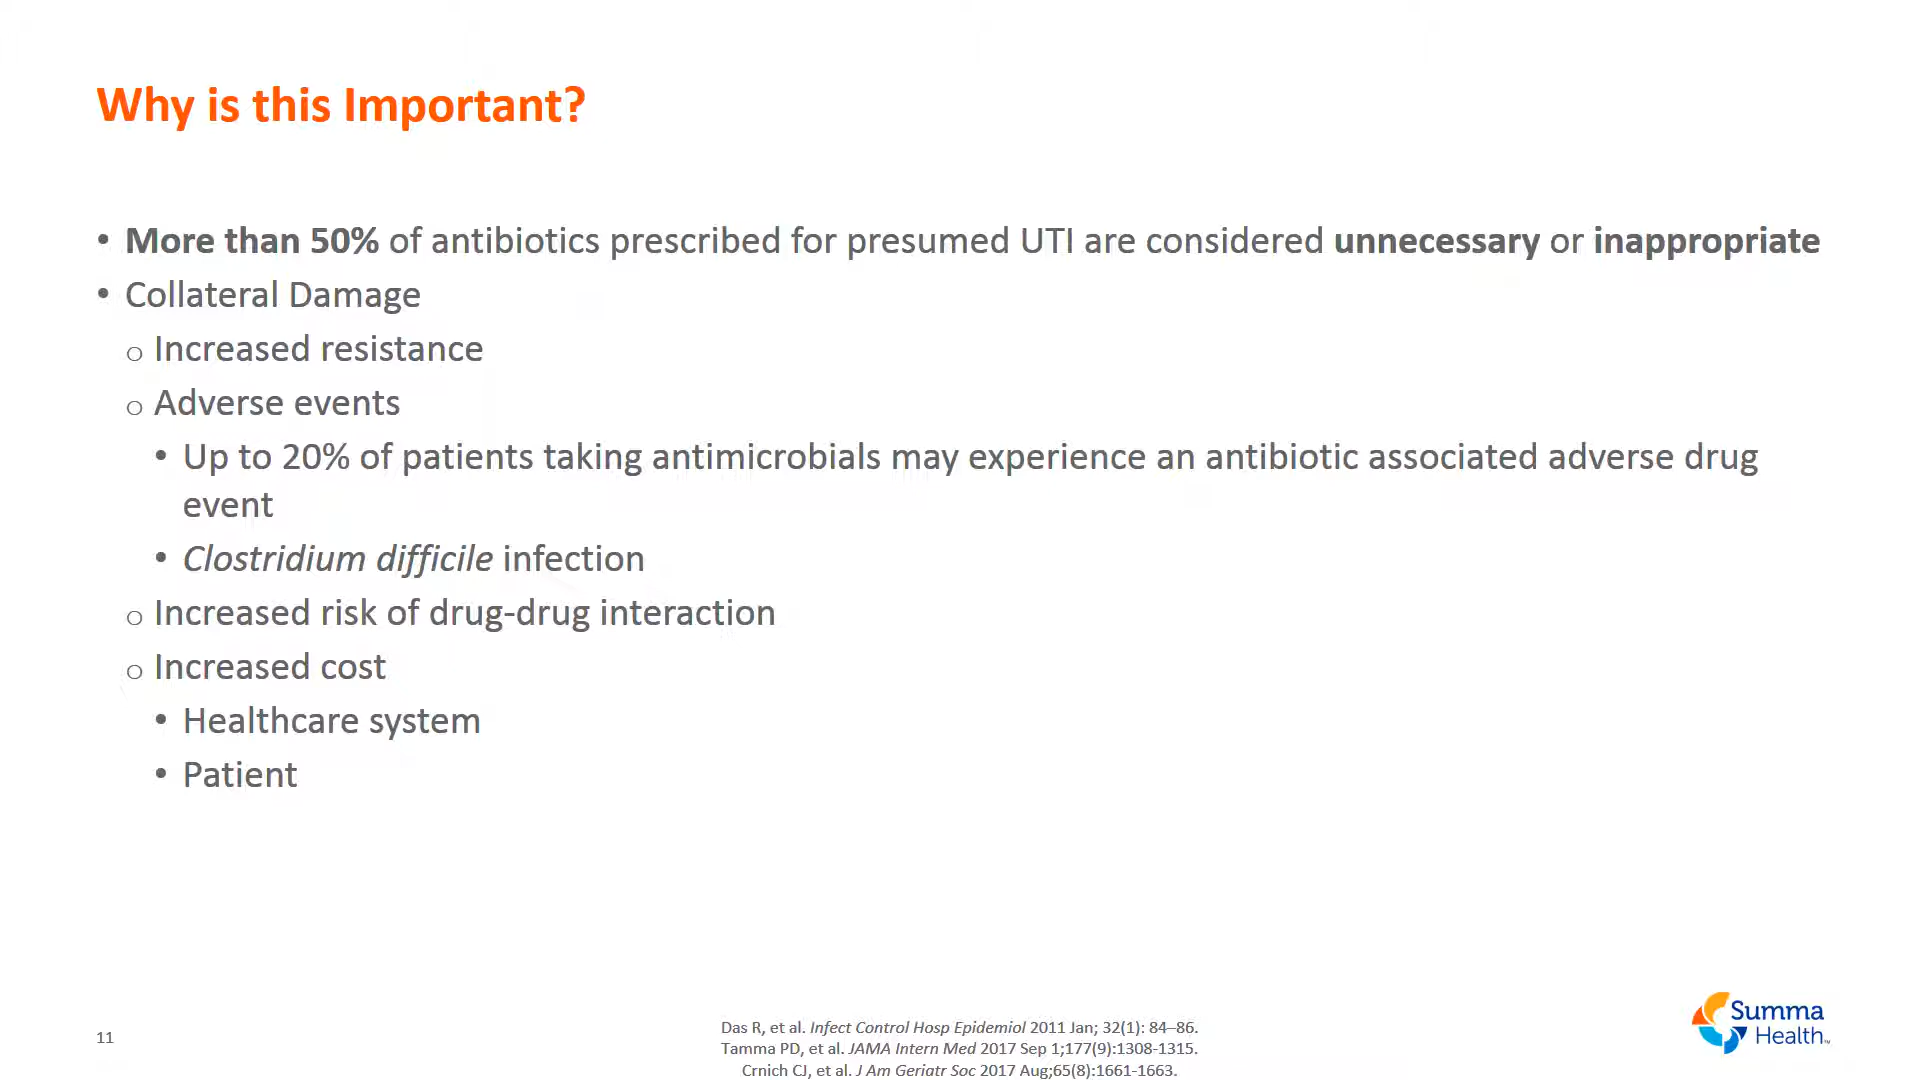 Why is this Important?
• More than 50% of antibiotics prescribed for presumed UTI are considered unnecessary or inappropriate
• Collateral Damage
o Increased resistance
o Adverse events
• Up to 20% of patients taking antimicrobials may experience an antibiotic associated adverse drug
event
• Clostridium difficile infection
o Increased risk of drug-drug interaction
o Increased cost
• Healthcare system
• Patient
11
Das R, et al. Infect Control Hosp Epidemiol 2011 Jan; 32(1): 84–86.
Tamma PD, et al. JAMA Intern Med 2017 Sep 1;177(9):1308-1315.
Crnich CJ, et al. J Am Geriatr Soc 2017 Aug;65(8):1661-1663.
Summa
Health™